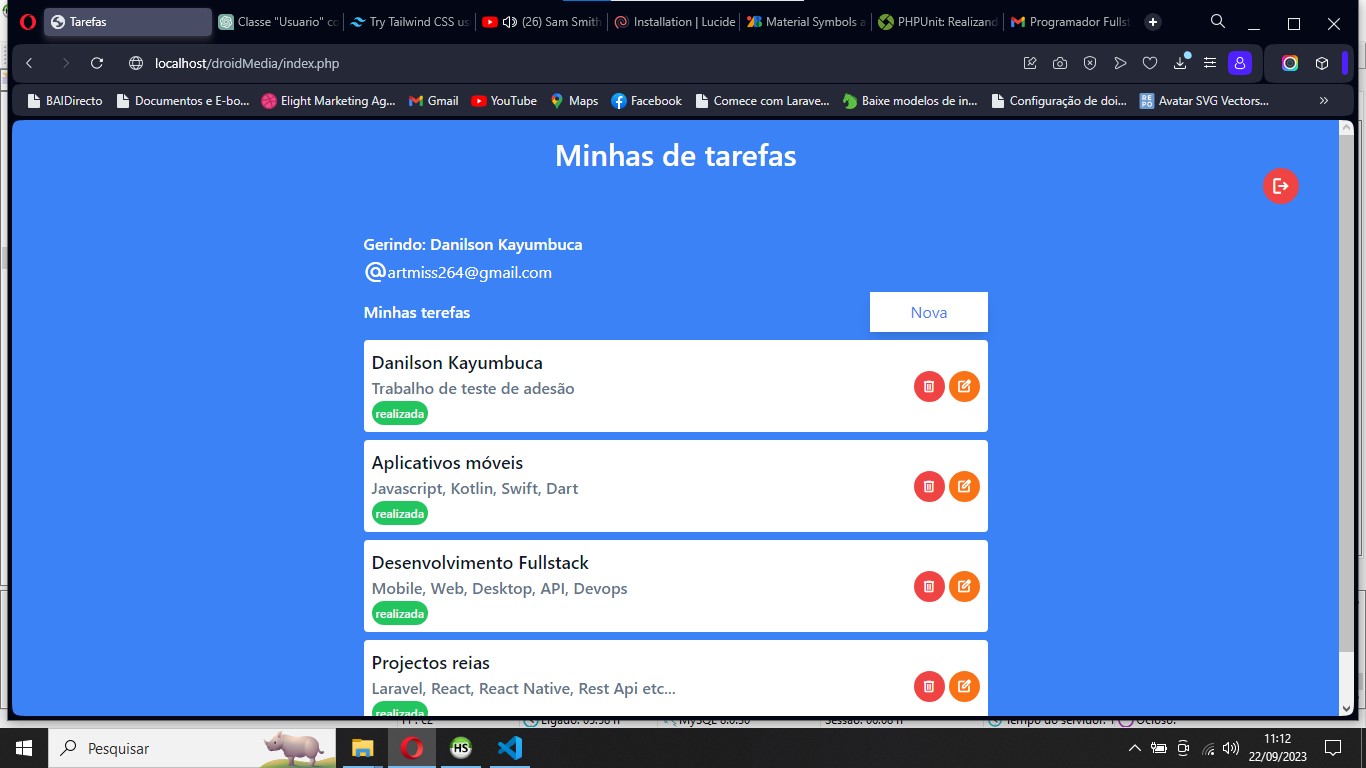 Tarefas
Classe "Usuario" co
Try Tailwind CSS us
(26) Sam Smith
Installation | Lucide
Material Symbols a
PHPUnit: Realizand
Programador Fullst
localhost/droidMedia/index.php
BAIDirecto
Documentos e E-bo...
Elight Marketing Ag...
Gmail
YouTube
Maps
Facebook
Comece com Larave...
Baixe modelos de in...
Configuração de doi...
Avatar SVG Vectors...
Minhas de tarefas
Gerindo: Danilson Kayumbuca
@artmiss264@gmail.com
Minhas terefas
Nova
Danilson Kayumbuca
Trabalho de teste de adesão
realizada
Aplicativos móveis
Javascript, Kotlin, Swift, Dart
realizada
Desenvolvimento Fullstack
Mobile, Web, Desktop, API, Devops
realizada
Projectos reias
Laravel, React, React Native, Rest Api etc...
realizada
Pesquisar
HS
11:12
22/09/2023